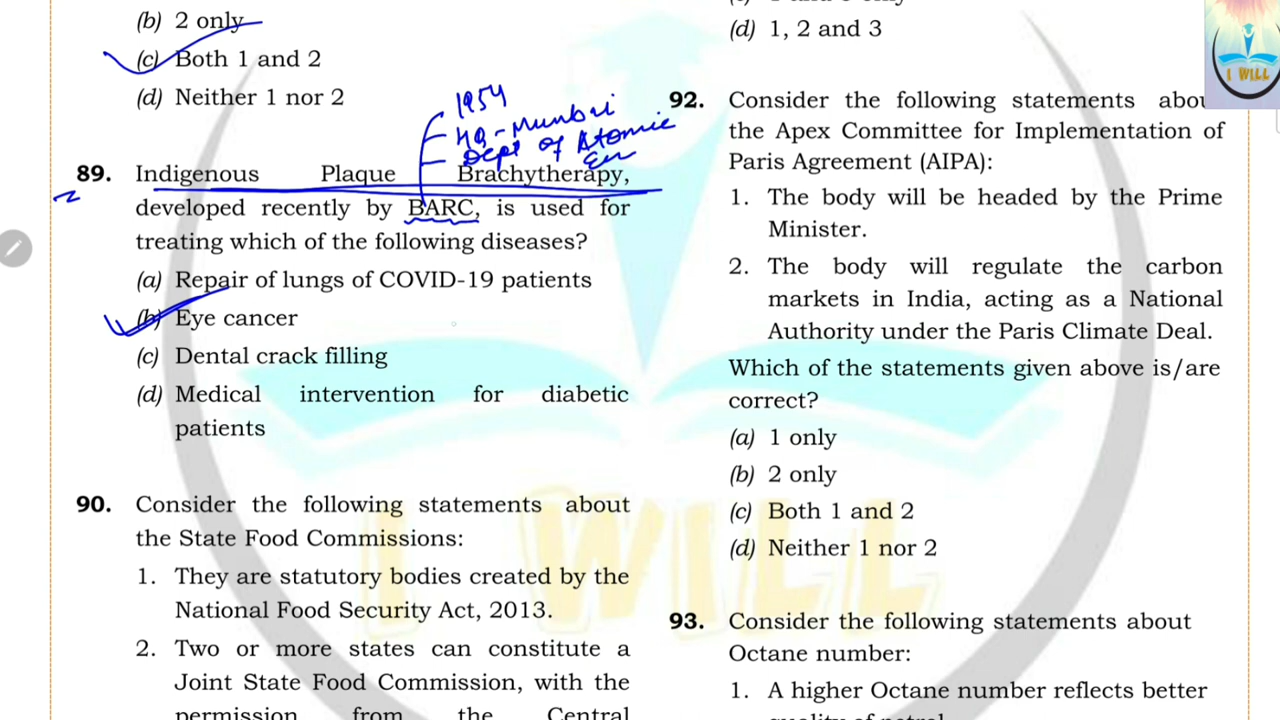 (b) 2 only
(c) Both 1 and 2
(d) Neither 1 nor 2
1954
HQ - Mumbai
Dept of Atomic
En
89. Indigenous Plaque Brachytherapy,
developed recently by BARC, is used for
treating which of the following diseases?
(a) Repair of lungs of COVID-19 patients
(b) Eye cancer
(c) Dental crack filling
(d) Medical intervention for diabetic
patients
90. Consider the following statements about
the State Food Commissions:
1. They are statutory bodies created by the
National Food Security Act, 2013.
2. Two or more states can constitute a
Joint State Food Commission, with the
permission from the Central
(d) 1, 2 and 3
92. Consider the following statements abou
the Apex Committee for Implementation of
Paris Agreement (AIPA):
1. The body will be headed by the Prime
Minister.
2. The body will regulate the carbon
markets in India, acting as a National
Authority under the Paris Climate Deal.
Which of the statements given above is/are
correct?
(a) 1 only
(b) 2 only
(c) Both 1 and 2
(d) Neither 1 nor 2
93. Consider the following statements about
Octane number:
1. A higher Octane number reflects better
quality of petrol
I WILL
I WILL